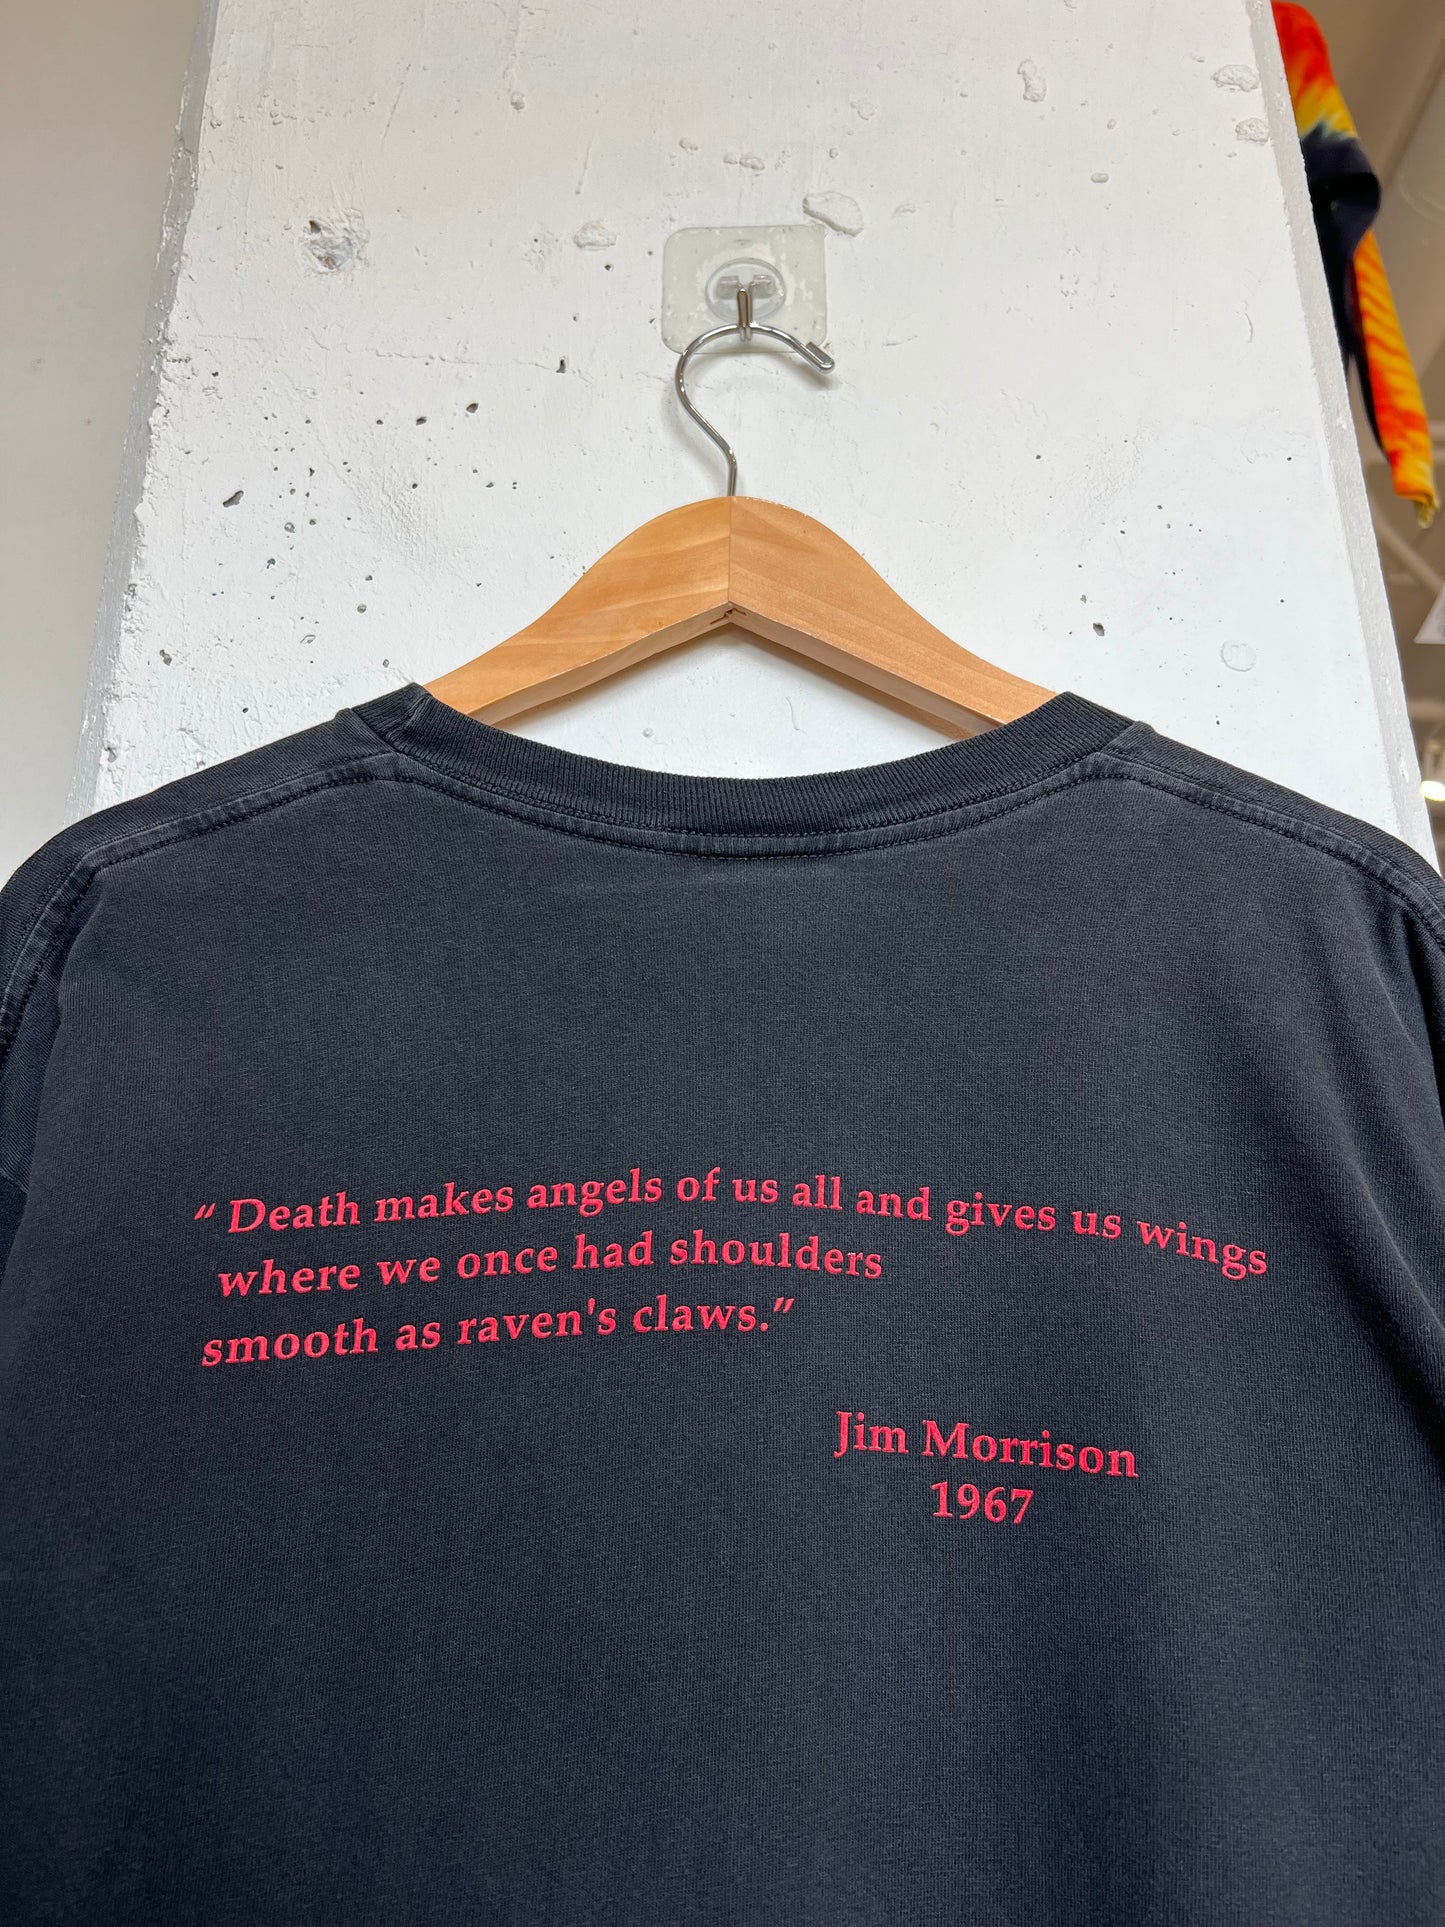 “ Death makes angels of us all and gives us wings
where we once had shoulders
smooth as raven's claws.”
Jim Morrison
1967